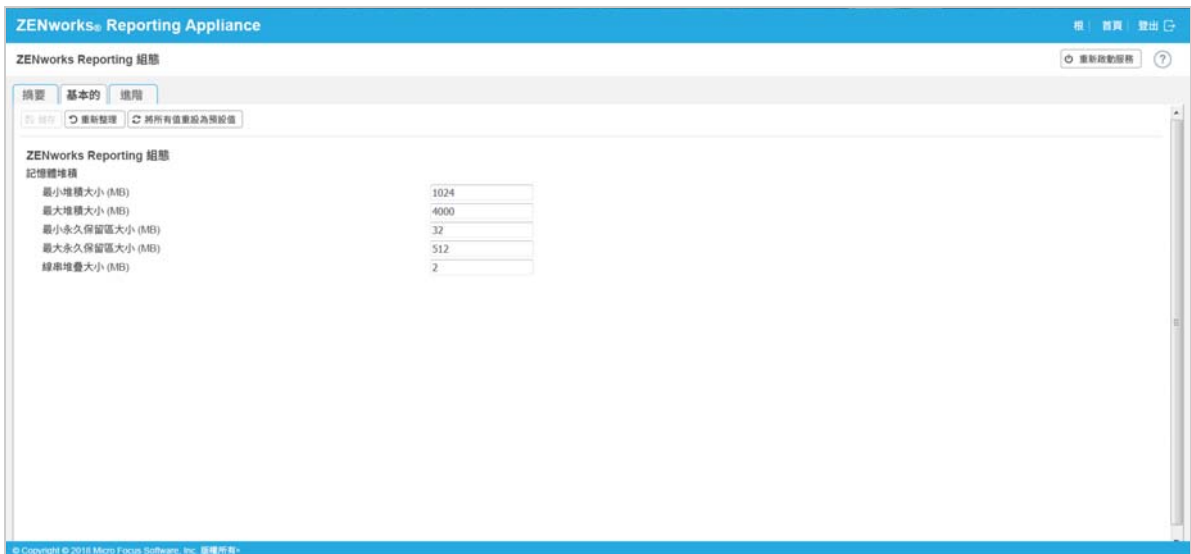 ZENworks® Reporting Appliance
根 首頁 登出
ZENworks Reporting 組態
重新啟動服務 ?
摘要 基本的 進階
儲存 重新整理 將所有值重設為預設值
ZENworks Reporting 組態
記憶體堆積
最小堆積大小 (MB) 1024
最大堆積大小 (MB) 4000
最小永久保留區大小 (MB) 32
最大永久保留區大小 (MB) 512
線串堆疊大小 (MB) 2
© Copyright © 2018 Micro Focus Software, Inc. 版權所有。